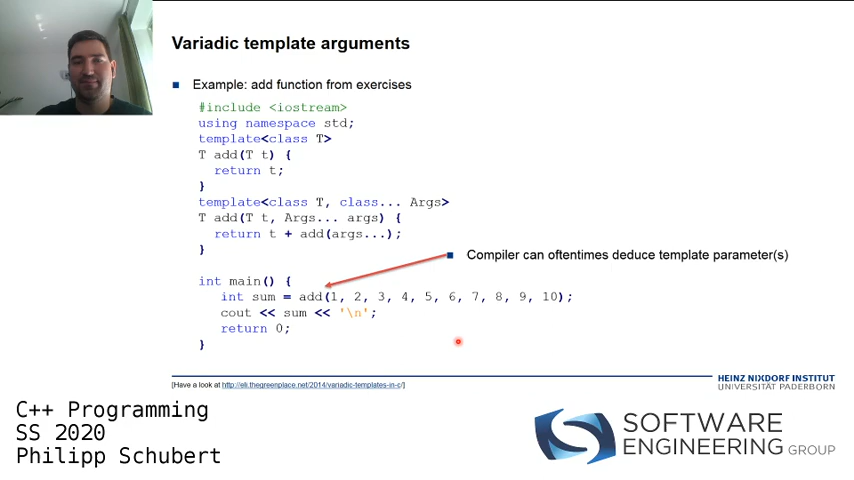 Variadic template arguments
Example: add function from exercises
#include <iostream>
using namespace std;
template<class T>
T add(T t) {
return t;
}
template<class T, class... Args>
T add(T t, Args... args) {
return t + add(args...);
}
Compiler can oftentimes deduce template parameter(s)
int main() {
int sum = add(1, 2, 3, 4, 5, 6, 7, 8, 9, 10);
cout << sum << '\n';
return 0;
}
[Have a look at http://eli.thegreenplace.net/2014/variadic-templates-in-c/]
HEINZ NIXDORF INSTITUT
UNIVERSITÄT PADERBORN
C++ Programming
SS 2020
Philipp Schubert
SOFTWARE
ENGINEERING GROUP